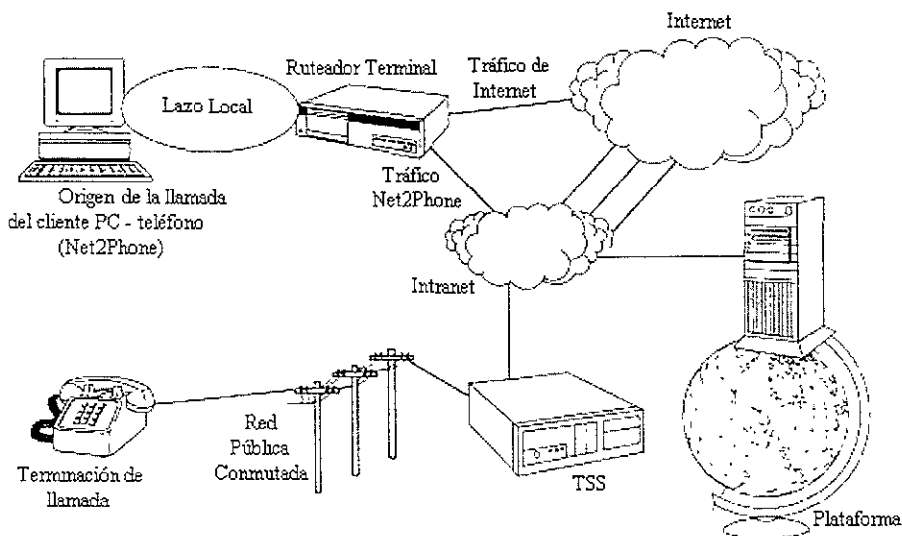 Internet
Ruteador Terminal
Tráfico de
Internet
Lazo Local
Tráfico
Net2Phone
Origen de la llamada
del cliente PC - teléfono
(Net2Phone)
Intranet
Red
Pública
Conmutada
Terminación de
llamada
TSS
Plataforma